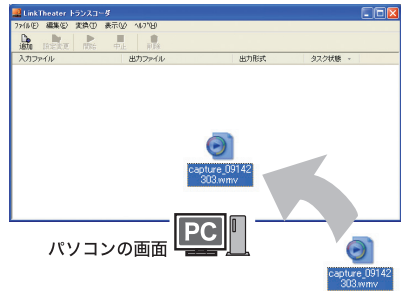 LinkTheater トランスコーダ
ファイル(F) 編集(E) 変換(T) 表示(V) ヘルプ(H)
追加 設定変更 開始 中止 削除
入力ファイル 出力ファイル 出力形式 タスク状態
capture_09142
303.wmv
PC
パソコンの画面
capture_09142
303.wmv